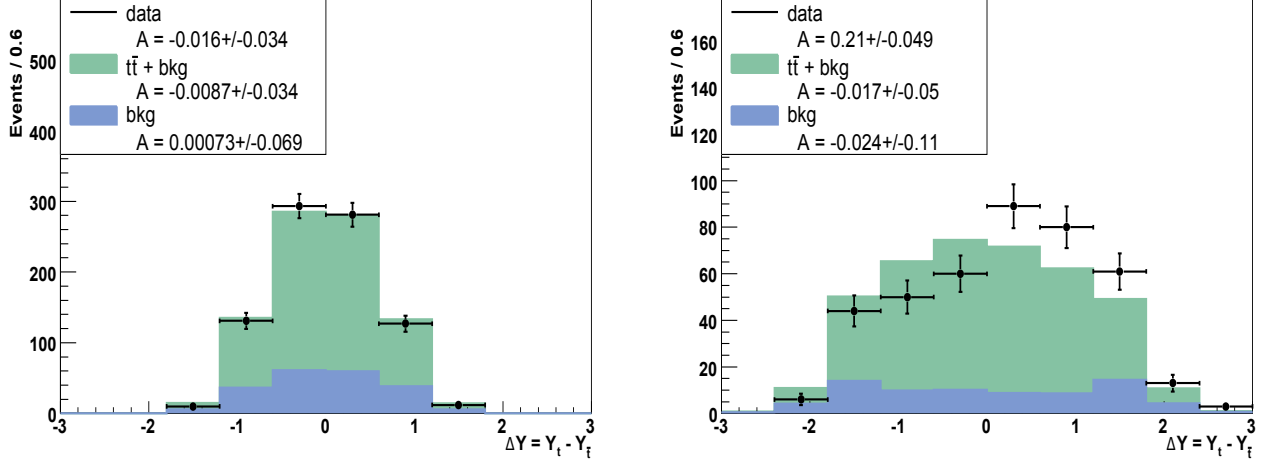 data
A = -0.016+/-0.034
tt̄ + bkg
A = -0.0087+/-0.034
bkg
A = 0.00073+/-0.069
Events / 0.6
500
400
300
200
100
0
-3 -2 -1 0 1 2 3
ΔY = Y_t - Y_t̄
data
A = 0.21+/-0.049
tt̄ + bkg
A = -0.017+/-0.05
bkg
A = -0.024+/-0.11
Events / 0.6
160
140
120
100
80
60
40
20
0
-3 -2 -1 0 1 2 3
ΔY = Y_t - Y_t̄